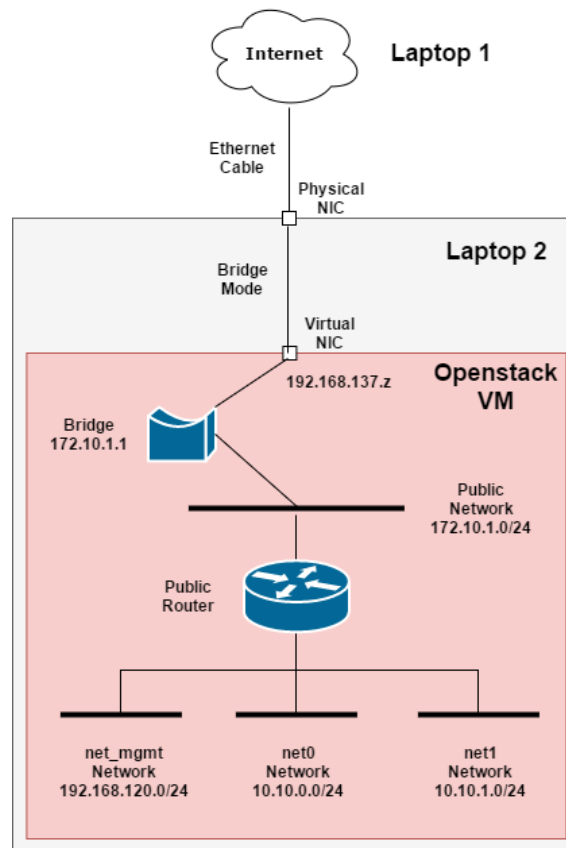 Internet
Laptop 1
Ethernet
Cable
Physical
NIC
Laptop 2
Bridge
Mode
Virtual
NIC
192.168.137.z
Openstack
VM
Bridge
172.10.1.1
Public
Network
172.10.1.0/24
Public
Router
net_mgmt
Network
192.168.120.0/24
net0
Network
10.10.0.0/24
net1
Network
10.10.1.0/24